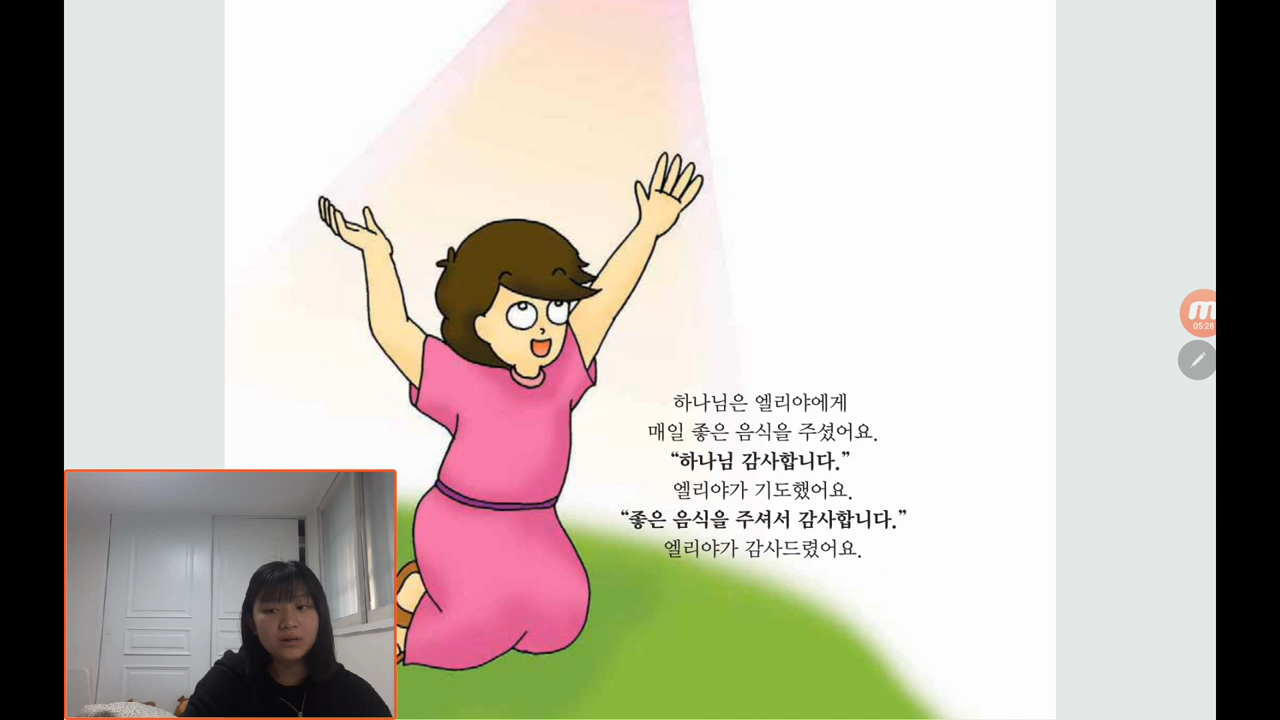 하나님은 엘리야에게
매일 좋은 음식을 주셨어요.
“하나님 감사합니다.”
엘리야가 기도했어요.
“좋은 음식을 주셔서 감사합니다.”
엘리야가 감사드렸어요.
05:28